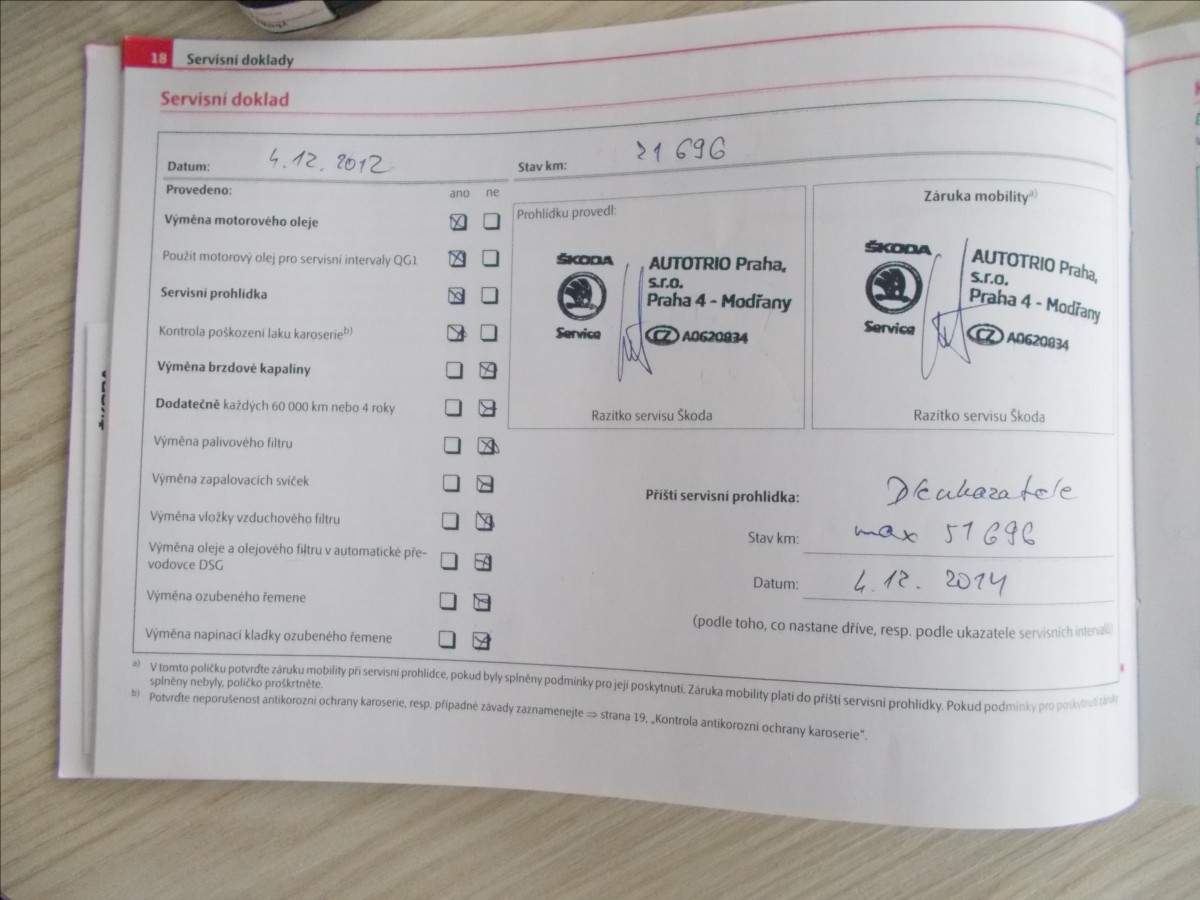 18 Servisní doklady
Servisní doklad
Datum: 4.12.2012
Stav km: 21 696
Provedeno: ano ne
Výměna motorového oleje
Použit motorový olej pro servisní intervaly QG1
Servisní prohlídka
Kontrola poškození laku karoserie b)
Výměna brzdové kapaliny
Dodatečně každých 60 000 km nebo 4 roky
Výměna palivového filtru
Výměna zapalovacích svíček
Výměna vložky vzduchového filtru
Výměna oleje a olejového filtru v automatické pře-
vodovce DSG
Výměna ozubeného řemene
Výměna napínací kladky ozubeného řemene
Prohlídku provedl:
ŠKODA
Service
AUTOTRIO Praha,
s.r.o.
Praha 4 - Modřany
CZ A0620834
Razítko servisu Škoda
Záruka mobility a)
ŠKODA
Service
AUTOTRIO Praha,
s.r.o.
Praha 4 - Modřany
CZ A0620834
Razítko servisu Škoda
Příští servisní prohlídka: Dle ukazatele
Stav km: max 51 696
Datum: 4.12.2014
(podle toho, co nastane dříve, resp. podle ukazatele servisních intervalů)
a) V tomto políčku potvrďte záruku mobility při servisní prohlídce, pokud byly splněny podmínky pro její poskytnutí. Záruka mobility platí do příští servisní prohlídky. Pokud podmínky pro poskytnutí záruky
splněny nebyly, políčko proškrtněte.
b) Potvrďte neporušenost antikorozní ochrany karoserie, resp. případné závady zaznamenejte ⇒ strana 19, „Kontrola antikorozní ochrany karoserie".